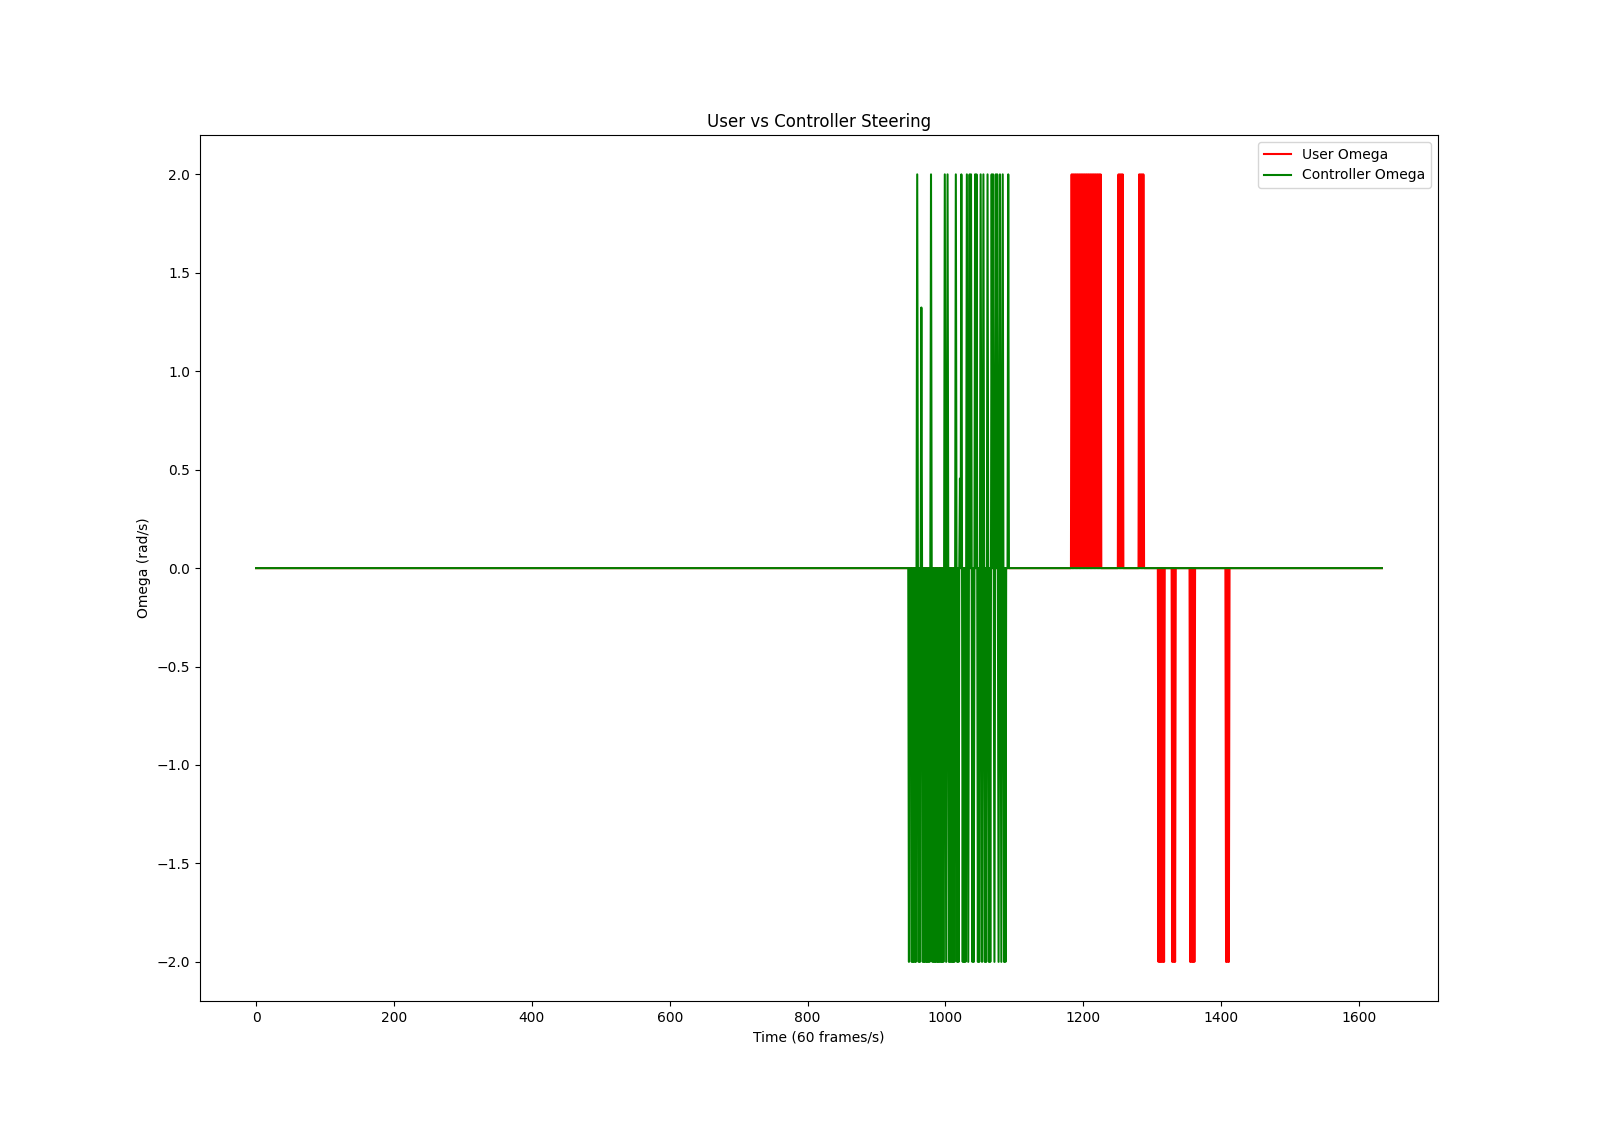 User vs Controller Steering
User Omega
Controller Omega
2.0
1.5
1.0
0.5
0.0
−0.5
−1.0
−1.5
−2.0
Omega (rad/s)
0 200 400 600 800 1000 1200 1400 1600
Time (60 frames/s)